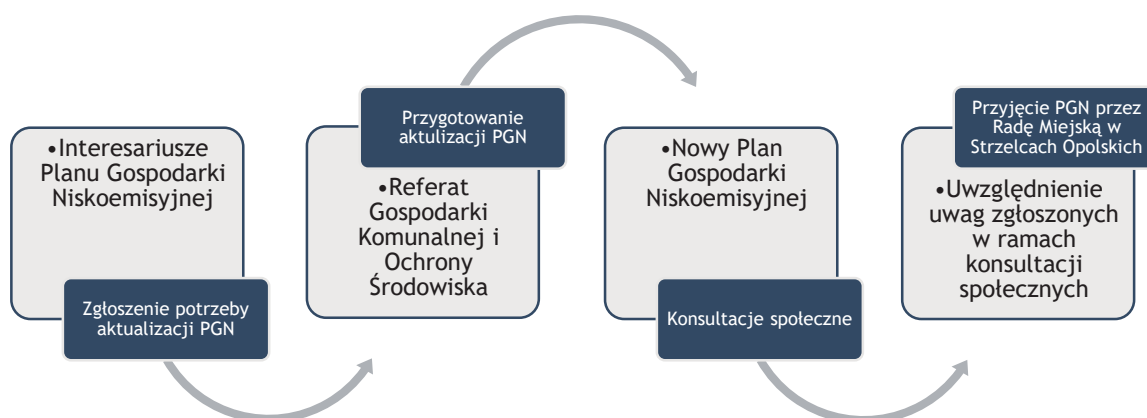 •Interesariusze
Planu Gospodarki
Niskoemisyjnej
Zgłoszenie potrzeby
aktualizacji PGN
Przygotowanie
aktulizacji PGN
•Referat
Gospodarki
Komunalnej i
Ochrony
Środowiska
•Nowy Plan
Gospodarki
Niskoemisyjnej
Konsultacje społeczne
Przyjęcie PGN przez
Radę Miejską w
Strzelcach Opolskich
•Uwzględnienie
uwag zgłoszonych
w ramach
konsultacji
społecznych